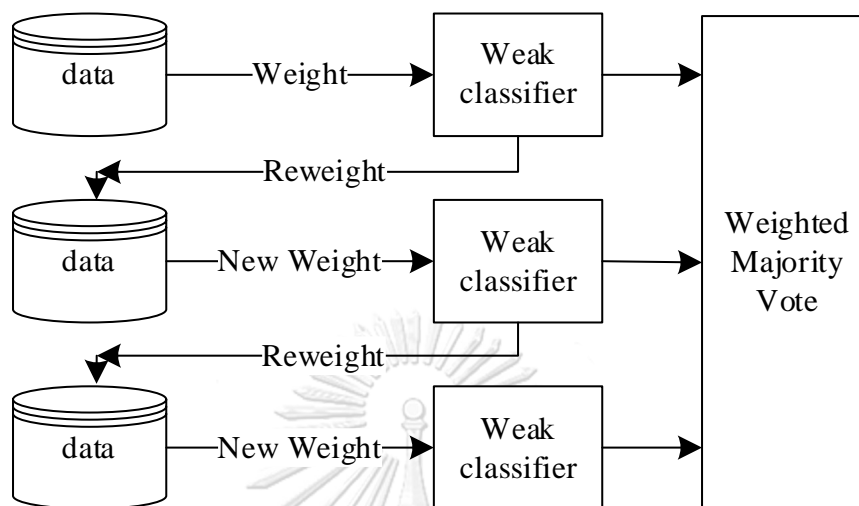 data
Weight
Weak
classifier
Reweight
data
New Weight
Weak
classifier
Weighted
Majority
Vote
Reweight
data
New Weight
Weak
classifier